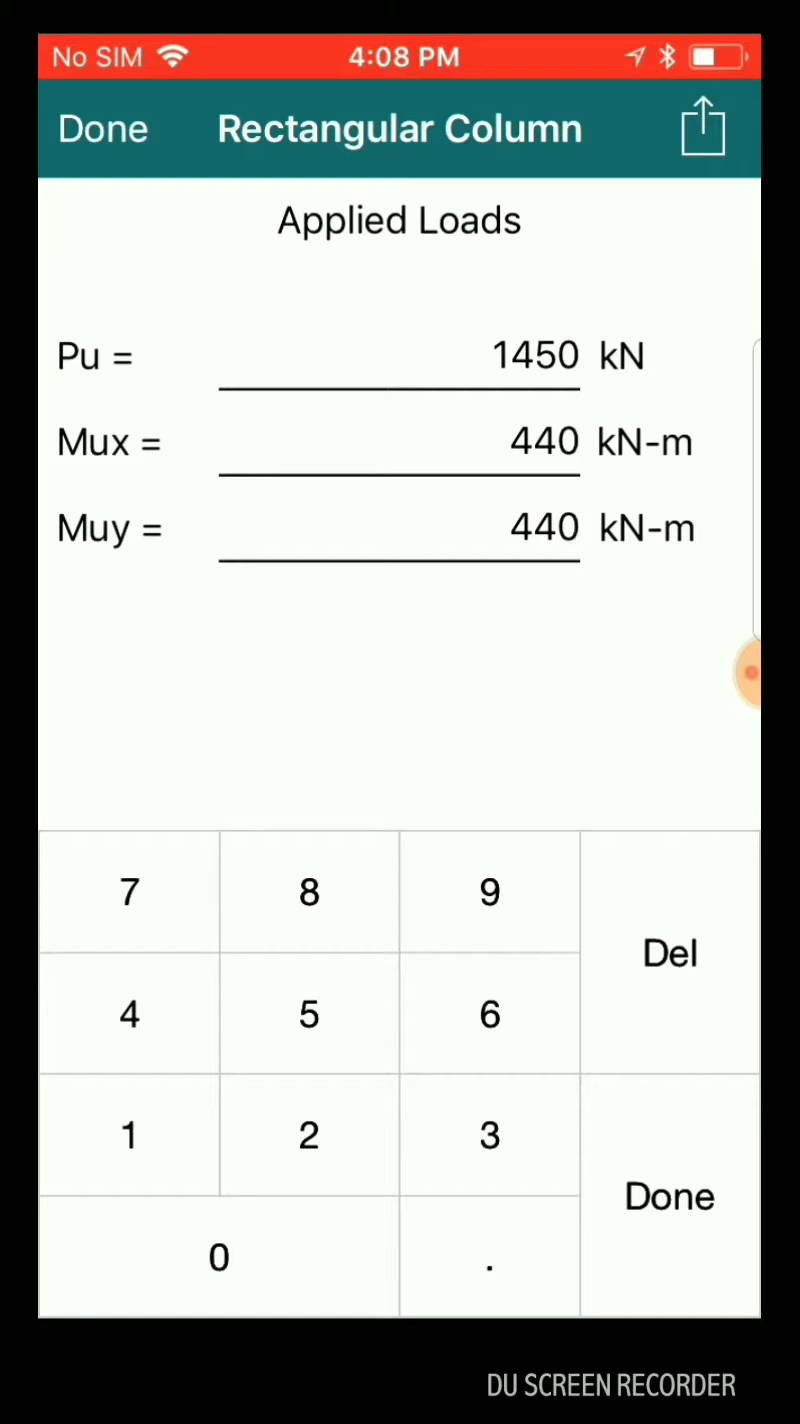 No SIM 4:08 PM
Done Rectangular Column
Applied Loads
Pu = 1450 kN
Mux = 440 kN-m
Muy = 440 kN-m
7 8 9
Del
4 5 6
1 2 3
Done
0 .
DU SCREEN RECORDER